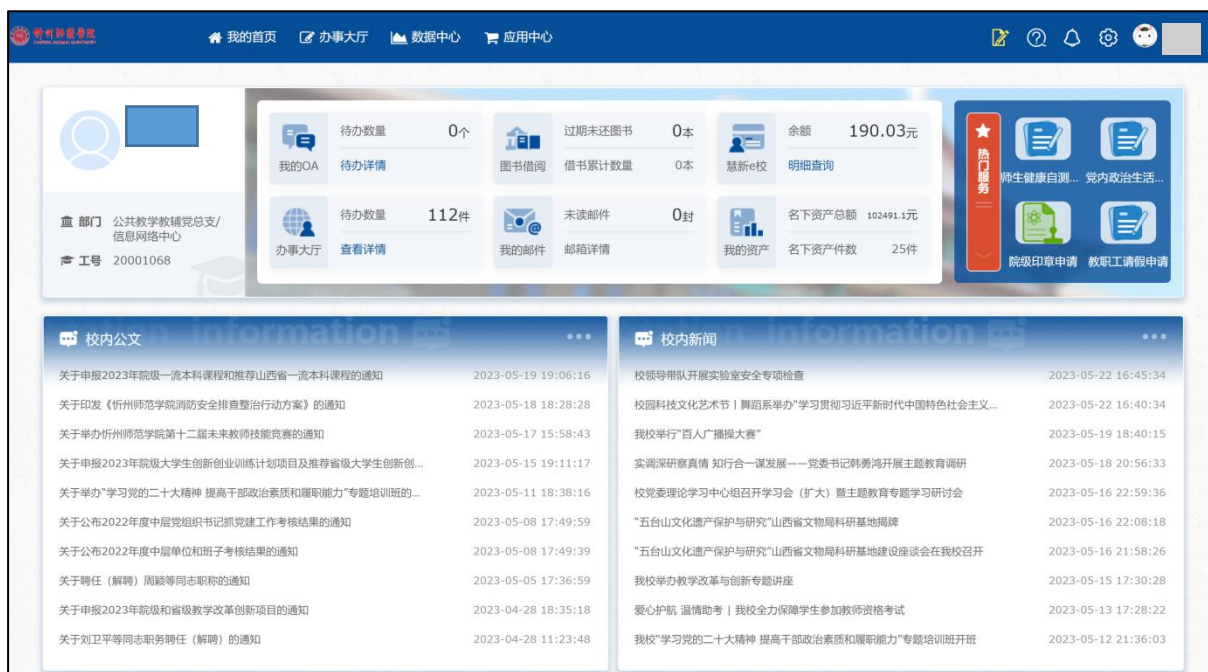 忻州师范学院
我的首页 办事大厅 数据中心 应用中心
部门 公共教学教辅党总支/
信息网络中心
工号 20001068
我的OA
待办数量 0个
待办详情
图书借阅
过期未还图书 0本
借书累计数量 0本
慧新e校
余额 190.03元
明细查询
办事大厅
待办数量 112件
查看详情
我的邮件
未读邮件 0封
邮箱详情
我的资产
名下资产总额 102491.1元
名下资产件数 25件
热门服务
师生健康自测... 党内政治生活...
院级印章申请 教职工请假申请
information
校内公文
关于申报2023年院级一流本科课程和推荐山西省一流本科课程的通知 2023-05-19 19:06:16
关于印发《忻州师范学院消防安全排查整治行动方案》的通知 2023-05-18 18:28:28
关于举办忻州师范学院第十二届未来教师技能竞赛的通知 2023-05-17 15:58:43
关于申报2023年院级大学生创新创业训练计划项目及推荐省级大学生创新创... 2023-05-15 19:11:17
关于举办“学习党的二十大精神 提高干部政治素质和履职能力”专题培训班的... 2023-05-11 18:38:16
关于公布2022年度中层党组织书记抓党建工作考核结果的通知 2023-05-08 17:49:59
关于公布2022年度中层单位和班子考核结果的通知 2023-05-08 17:49:39
关于聘任（解聘）周颖等同志职称的通知 2023-05-05 17:36:59
关于申报2023年院级和省级教学改革创新项目的通知 2023-04-28 18:35:18
关于刘卫平等同志职务聘任（解聘）的通知 2023-04-28 11:23:48
information
校内新闻
校领导带队开展实验室安全专项检查 2023-05-22 16:45:34
校园科技文化艺术节丨舞蹈系举办“学习贯彻习近平新时代中国特色社会主义... 2023-05-22 16:40:34
我校举行“百人广播操大赛” 2023-05-19 18:40:15
实调深研察真情 知行合一谋发展——党委书记韩勇鸿开展主题教育调研 2023-05-18 20:56:33
校党委理论学习中心组召开学习会（扩大）暨主题教育专题学习研讨会 2023-05-16 22:59:36
“五台山文化遗产保护与研究”山西省文物局科研基地揭牌 2023-05-16 22:08:18
“五台山文化遗产保护与研究”山西省文物局科研基地建设座谈会在我校召开 2023-05-16 21:58:26
我校举办教学改革与创新专题讲座 2023-05-15 17:30:28
爱心护航 温情助考 | 我校全力保障学生参加教师资格考试 2023-05-13 17:28:22
我校“学习党的二十大精神 提高干部政治素质和履职能力”专题培训班开班 2023-05-12 21:36:03